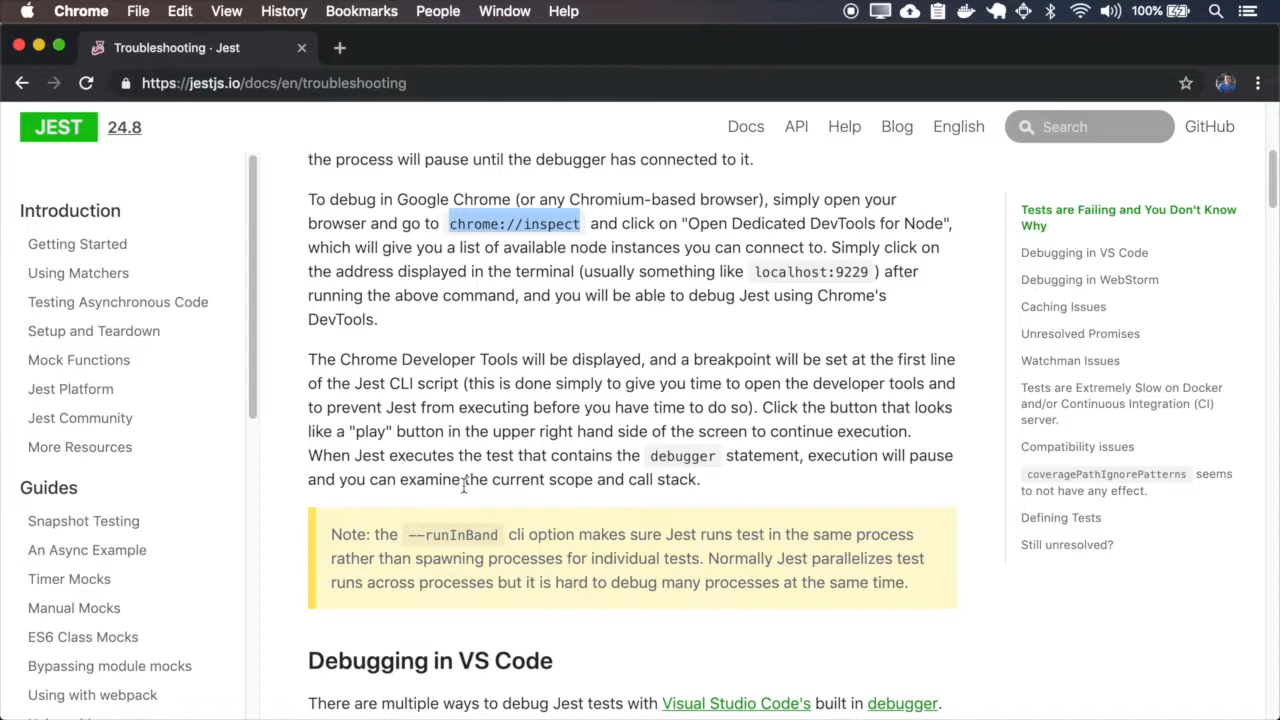 Chrome File Edit View History Bookmarks People Window Help 100%
Troubleshooting · Jest
https://jestjs.io/docs/en/troubleshooting
JEST 24.8 Docs API Help Blog English Search GitHub
Introduction
Getting Started
Using Matchers
Testing Asynchronous Code
Setup and Teardown
Mock Functions
Jest Platform
Jest Community
More Resources
Guides
Snapshot Testing
An Async Example
Timer Mocks
Manual Mocks
ES6 Class Mocks
Bypassing module mocks
Using with webpack
the process will pause until the debugger has connected to it.
To debug in Google Chrome (or any Chromium-based browser), simply open your
browser and go to chrome://inspect and click on "Open Dedicated DevTools for Node",
which will give you a list of available node instances you can connect to. Simply click on
the address displayed in the terminal (usually something like localhost:9229 ) after
running the above command, and you will be able to debug Jest using Chrome's
DevTools.
The Chrome Developer Tools will be displayed, and a breakpoint will be set at the first line
of the Jest CLI script (this is done simply to give you time to open the developer tools and
to prevent Jest from executing before you have time to do so). Click the button that looks
like a "play" button in the upper right hand side of the screen to continue execution.
When Jest executes the test that contains the debugger statement, execution will pause
and you can examine the current scope and call stack.
Note: the --runInBand cli option makes sure Jest runs test in the same process
rather than spawning processes for individual tests. Normally Jest parallelizes test
runs across processes but it is hard to debug many processes at the same time.
Debugging in VS Code
There are multiple ways to debug Jest tests with Visual Studio Code's built in debugger.
Tests are Failing and You Don't Know
Why
Debugging in VS Code
Debugging in WebStorm
Caching Issues
Unresolved Promises
Watchman Issues
Tests are Extremely Slow on Docker
and/or Continuous Integration (CI)
server.
Compatibility issues
coveragePathIgnorePatterns seems
to not have any effect.
Defining Tests
Still unresolved?